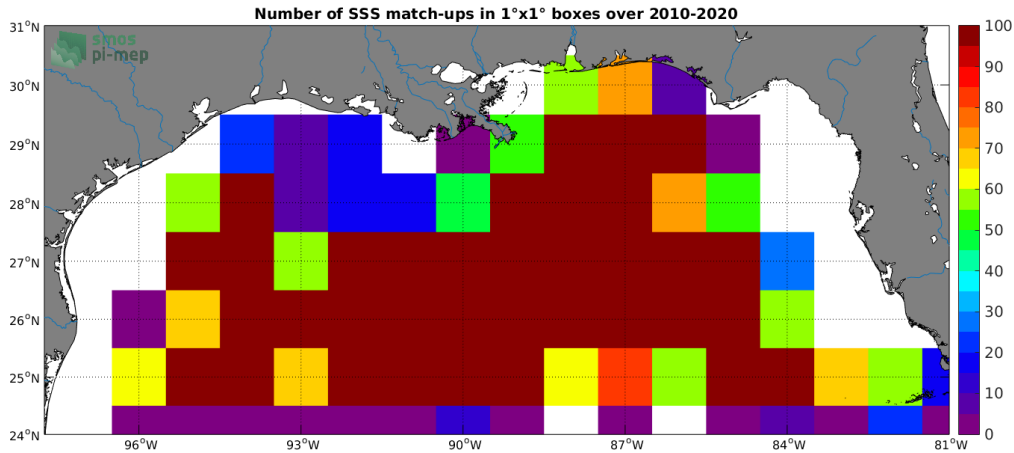 Number of SSS match-ups in 1°x1° boxes over 2010-2020
smos
pi-mep
31°N
30°N
29°N
28°N
27°N
26°N
25°N
24°N
96°W 93°W 90°W 87°W 84°W 81°W
100
90
80
70
60
50
40
30
20
10
0